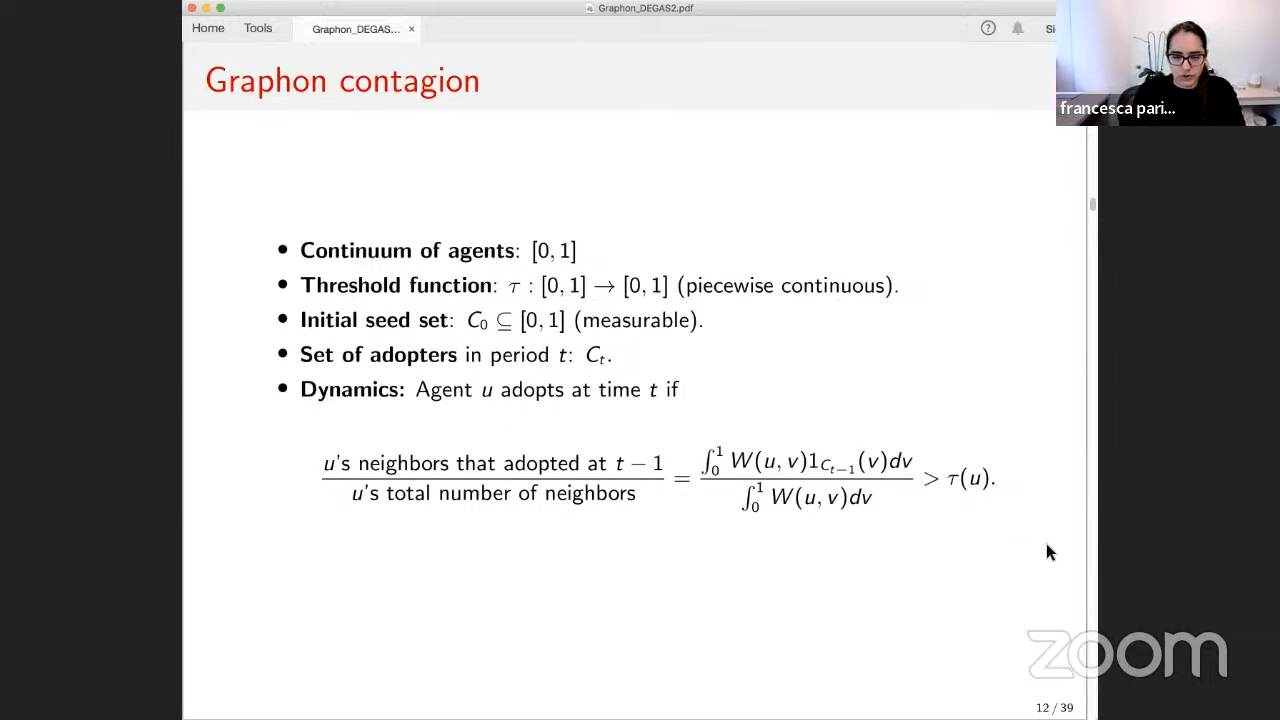 Graphon_DEGAS2.pdf
Home Tools Graphon_DEGAS... × ? Si
Graphon contagion
francesca pari...
• Continuum of agents: [0, 1]
• Threshold function: τ : [0, 1] → [0, 1] (piecewise continuous).
• Initial seed set: C₀ ⊆ [0, 1] (measurable).
• Set of adopters in period t: Cₜ.
• Dynamics: Agent u adopts at time t if
u's neighbors that adopted at t − 1 / u's total number of neighbors = ∫₀¹ W(u, v)1_{C_{t−1}}(v)dv / ∫₀¹ W(u, v)dv > τ(u).
zoom
12 / 39